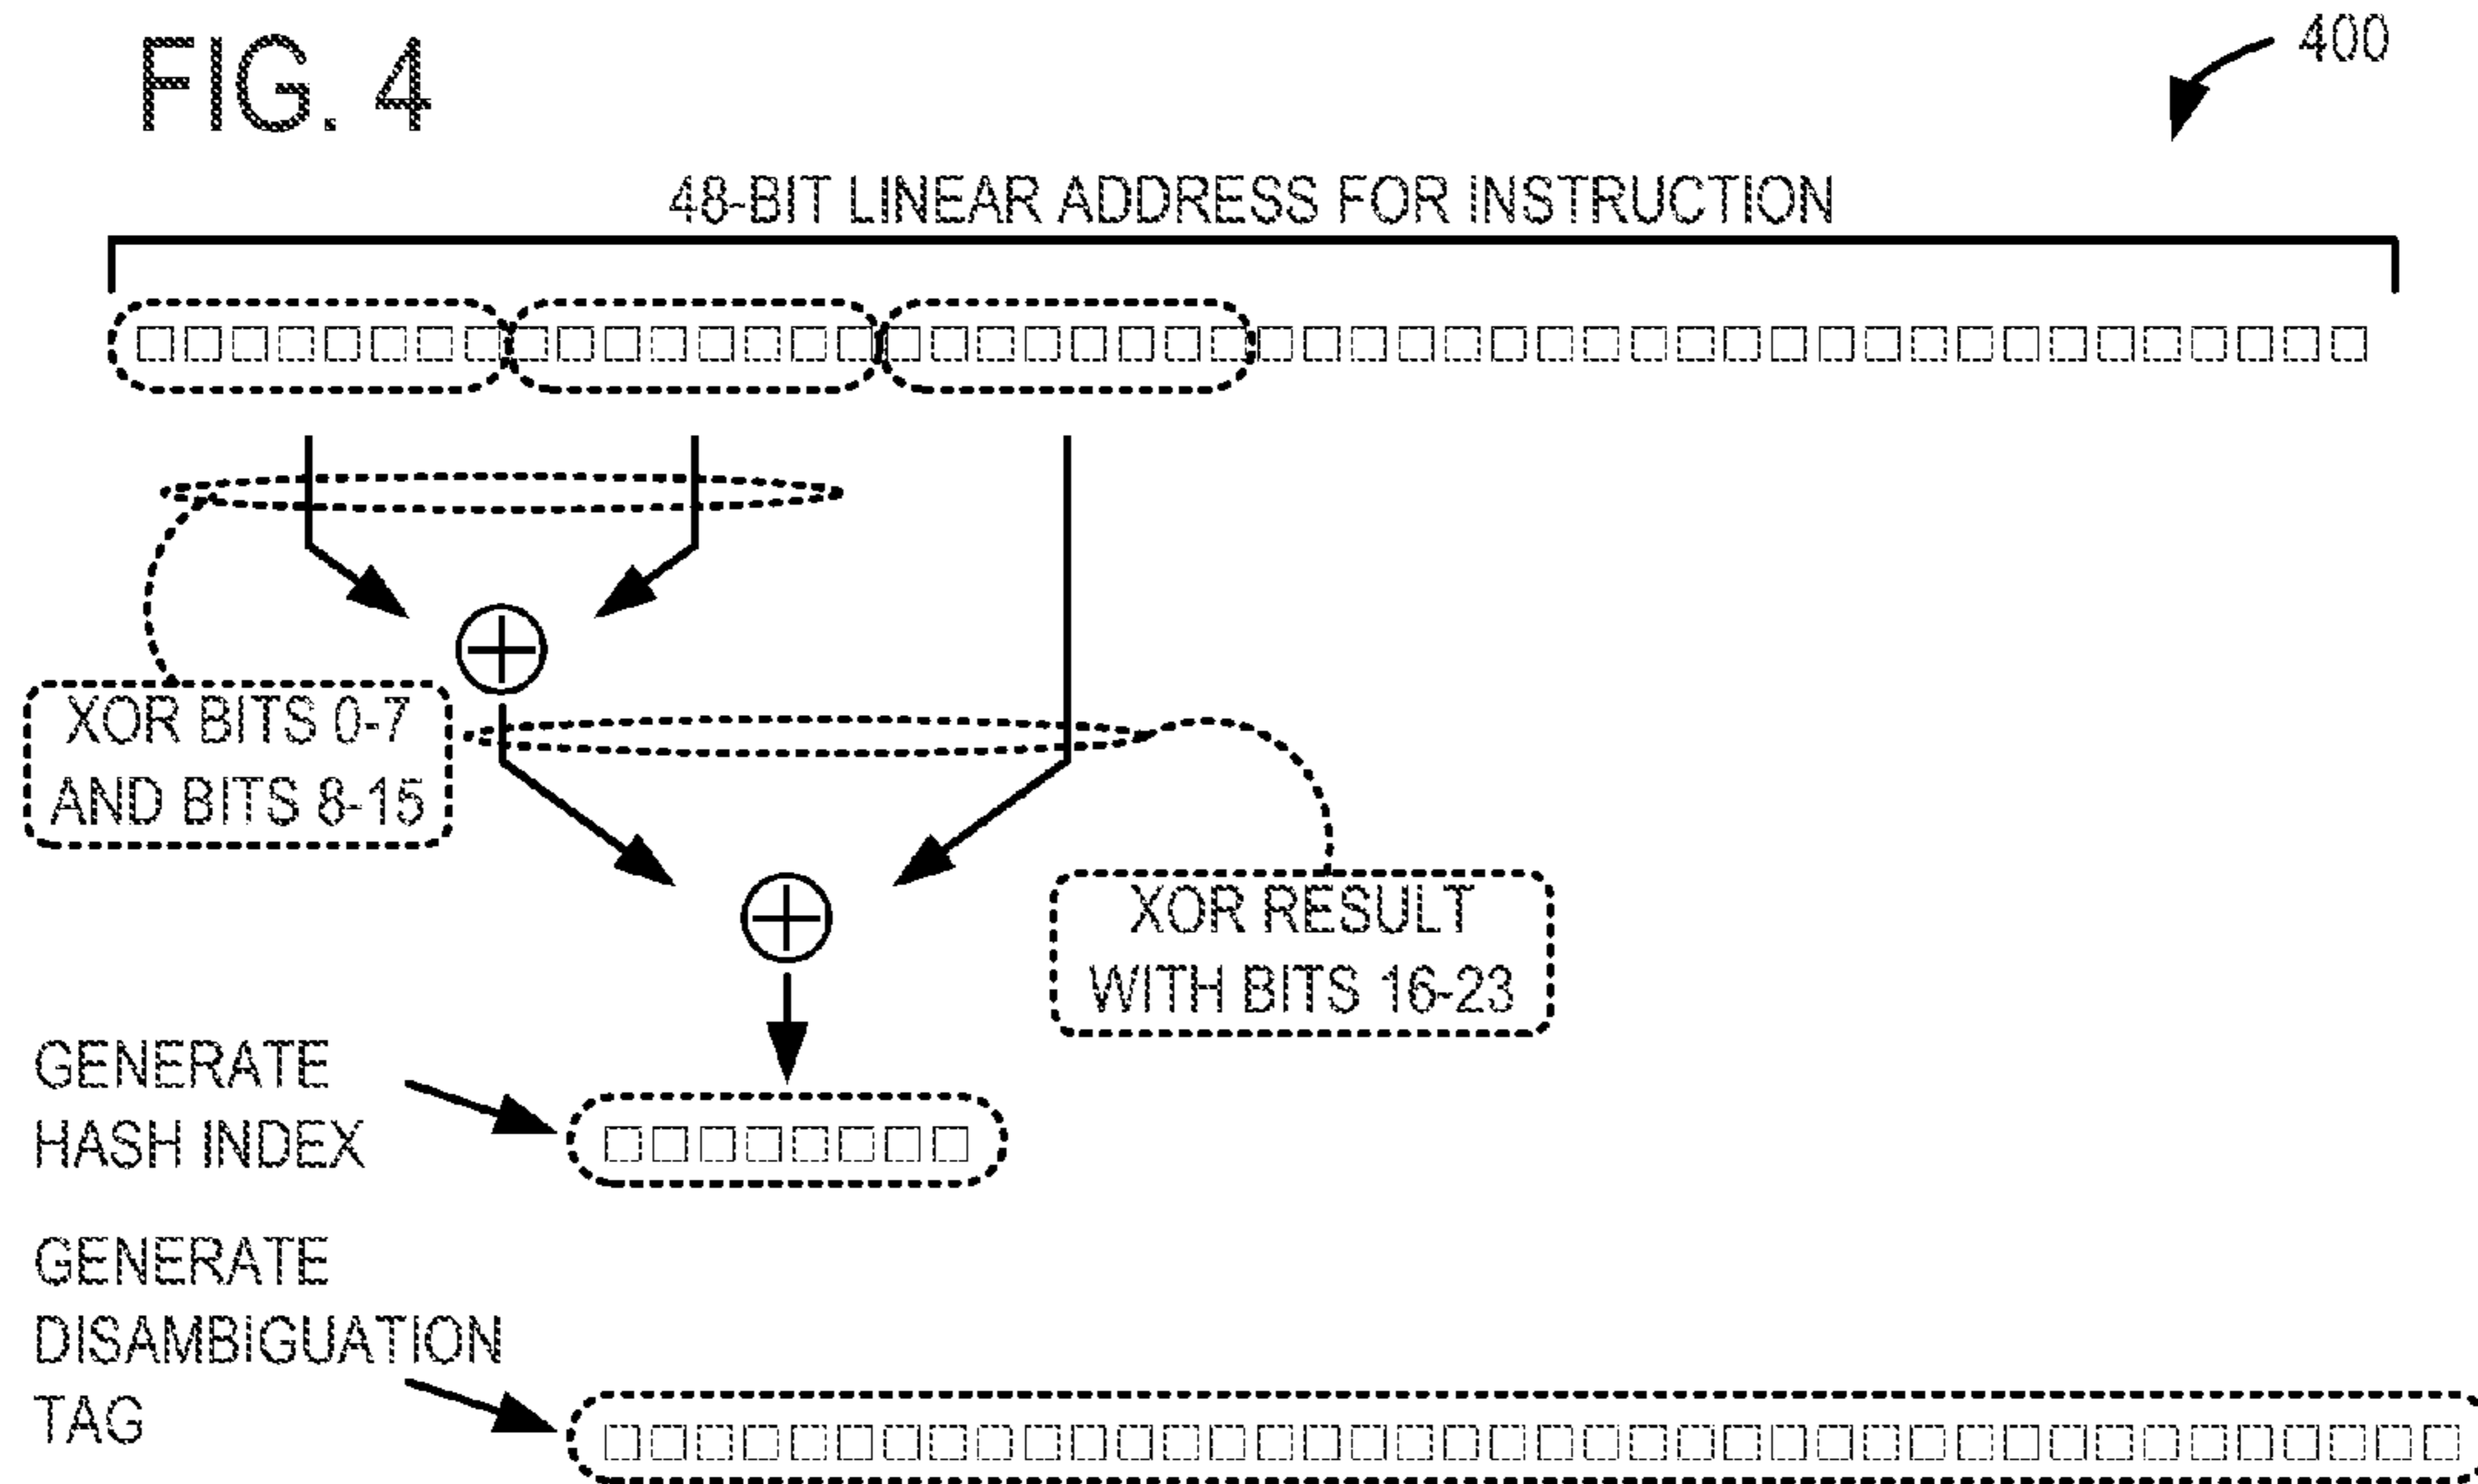 FIG. 4
400
48-BIT LINEAR ADDRESS FOR INSTRUCTION
XOR BITS 0-7
AND BITS 8-15
XOR RESULT
WITH BITS 16-23
GENERATE
HASH INDEX
GENERATE
DISAMBIGUATION
TAG